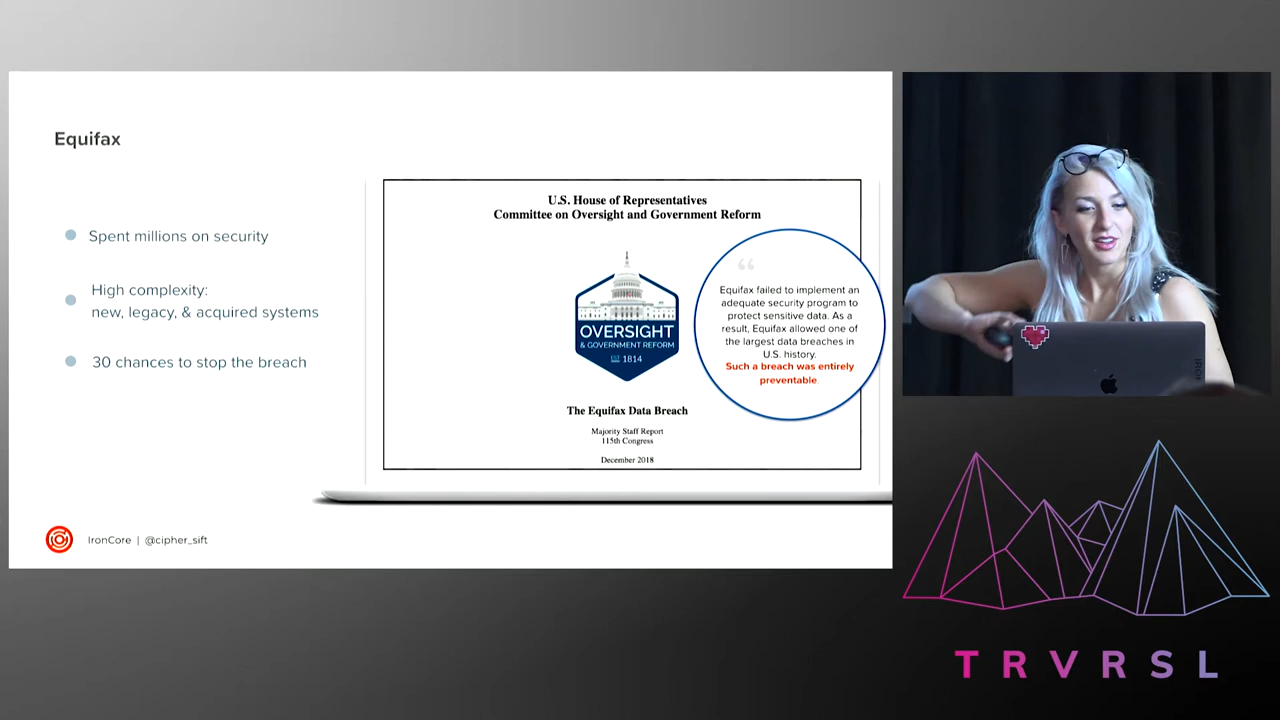 Equifax
Spent millions on security
High complexity:
new, legacy, & acquired systems
30 chances to stop the breach
U.S. House of Representatives
Committee on Oversight and Government Reform
OVERSIGHT
& GOVERNMENT REFORM
1814
The Equifax Data Breach
Majority Staff Report
115th Congress
December 2018
“
Equifax failed to implement an
adequate security program to
protect sensitive data. As a
result, Equifax allowed one of
the largest data breaches in
U.S. history.
Such a breach was entirely
preventable.
IronCore | @cipher_sift
TRVRSL